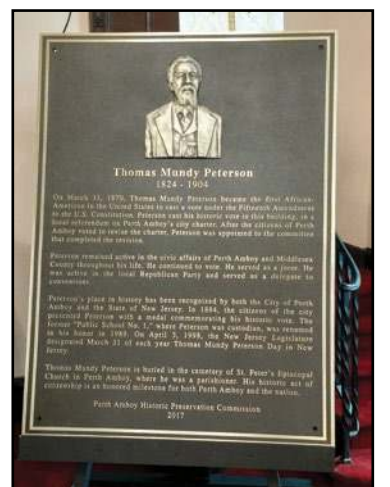 Thomas Mundy Peterson
1824 - 1904
On March 31, 1870, Thomas Mundy Peterson became the first African-
American in the United States to cast a vote under the Fifteenth Amendment
to the U.S. Constitution. Peterson cast his historic vote in this building, in a
local referendum on Perth Amboy's city charter. After the citizens of Perth
Amboy voted to revise the charter, Peterson was appointed to the committee
that completed the revision.
Peterson remained active in the civic affairs of Perth Amboy and Middlesex
County throughout his life. He continued to vote. He served as a juror. He
was active in the local Republican Party and served as a delegate to
conventions.
Peterson's place in history has been recognized by both the City of Perth
Amboy and the State of New Jersey. In 1884, the citizens of the city
presented Peterson with a medal commemorating his historic vote. The
former "Public School No. 1," where Peterson was custodian, was renamed
in his honor in 1989. On April 3, 1998, the New Jersey Legislature
designated March 31 of each year Thomas Mundy Peterson Day in New
Jersey.
Thomas Mundy Peterson is buried in the cemetery of St. Peter's Episcopal
Church in Perth Amboy, where he was a parishioner. His historic act of
citizenship is an honored milestone for both Perth Amboy and the nation.
Perth Amboy Historic Preservation Commission
2017